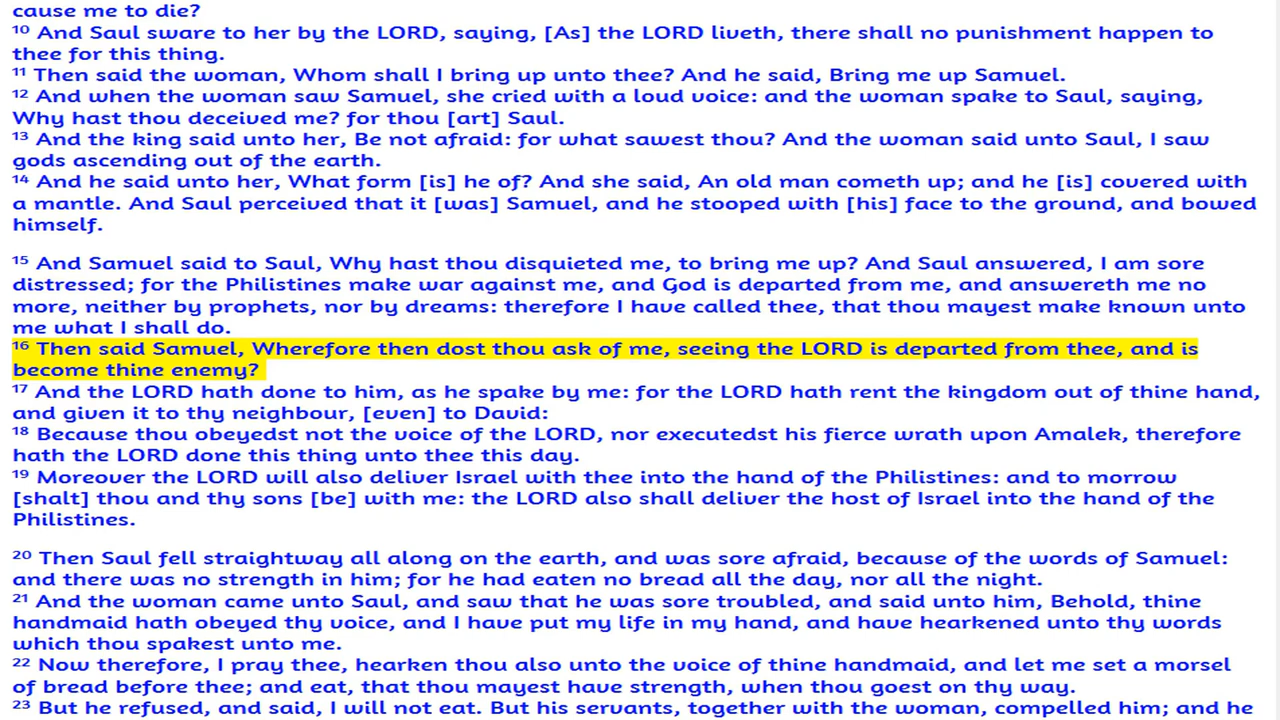 cause me to die?
¹⁰ And Saul sware to her by the LORD, saying, [As] the LORD liveth, there shall no punishment happen to
thee for this thing.
¹¹ Then said the woman, Whom shall I bring up unto thee? And he said, Bring me up Samuel.
¹² And when the woman saw Samuel, she cried with a loud voice: and the woman spake to Saul, saying,
Why hast thou deceived me? for thou [art] Saul.
¹³ And the king said unto her, Be not afraid: for what sawest thou? And the woman said unto Saul, I saw
gods ascending out of the earth.
¹⁴ And he said unto her, What form [is] he of? And she said, An old man cometh up; and he [is] covered with
a mantle. And Saul perceived that it [was] Samuel, and he stooped with [his] face to the ground, and bowed
himself.
¹⁵ And Samuel said to Saul, Why hast thou disquieted me, to bring me up? And Saul answered, I am sore
distressed; for the Philistines make war against me, and God is departed from me, and answereth me no
more, neither by prophets, nor by dreams: therefore I have called thee, that thou mayest make known unto
me what I shall do.
¹⁶ Then said Samuel, Wherefore then dost thou ask of me, seeing the LORD is departed from thee, and is
become thine enemy?
¹⁷ And the LORD hath done to him, as he spake by me: for the LORD hath rent the kingdom out of thine hand,
and given it to thy neighbour, [even] to David:
¹⁸ Because thou obeyedst not the voice of the LORD, nor executedst his fierce wrath upon Amalek, therefore
hath the LORD done this thing unto thee this day.
¹⁹ Moreover the LORD will also deliver Israel with thee into the hand of the Philistines: and to morrow
[shalt] thou and thy sons [be] with me: the LORD also shall deliver the host of Israel into the hand of the
Philistines.
²⁰ Then Saul fell straightway all along on the earth, and was sore afraid, because of the words of Samuel:
and there was no strength in him; for he had eaten no bread all the day, nor all the night.
²¹ And the woman came unto Saul, and saw that he was sore troubled, and said unto him, Behold, thine
handmaid hath obeyed thy voice, and I have put my life in my hand, and have hearkened unto thy words
which thou spakest unto me.
²² Now therefore, I pray thee, hearken thou also unto the voice of thine handmaid, and let me set a morsel
of bread before thee; and eat, that thou mayest have strength, when thou goest on thy way.
²³ But he refused, and said, I will not eat. But his servants, together with the woman, compelled him; and he